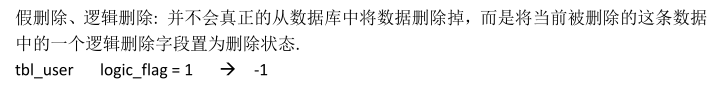 假删除、逻辑删除: 并不会真正的从数据库中将数据删除掉，而是将当前被删除的这条数据
中的一个逻辑删除字段置为删除状态.
tbl_user logic_flag = 1 → -1